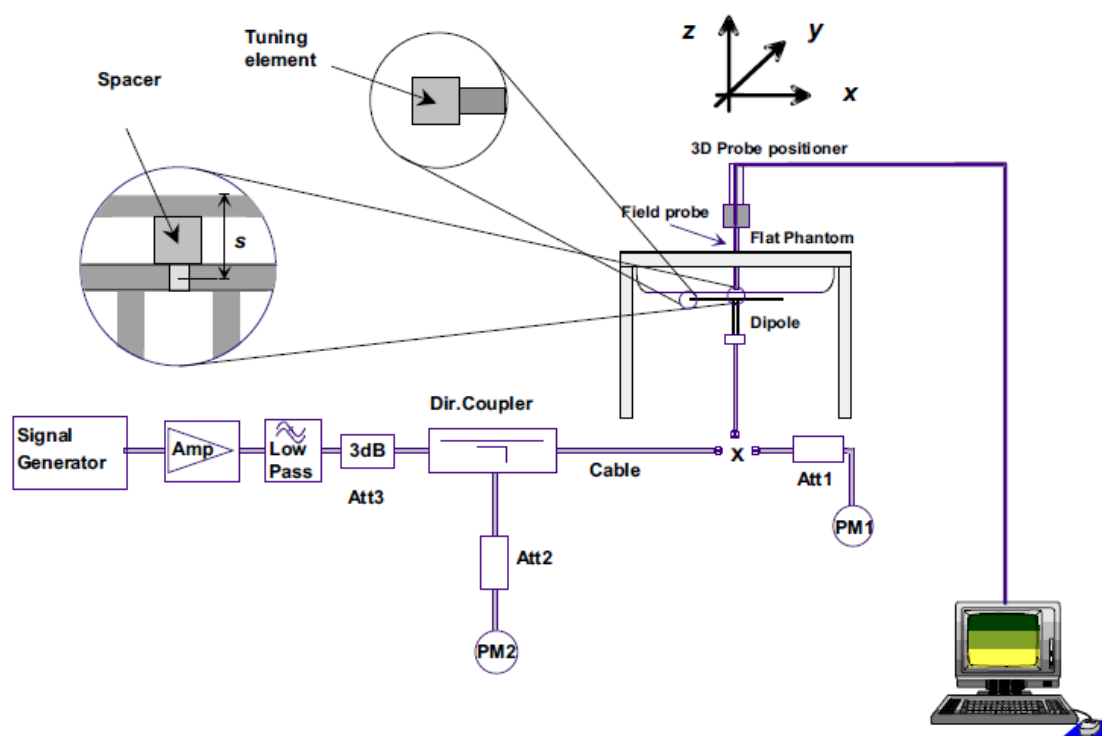 Tuning
element
z
y
Spacer
x
3D Probe positioner
Field probe
s
Flat Phantom
Dipole
Dir.Coupler
Signal
Generator
Amp
Low
Pass
3dB
Att3
Cable
x
Att1
PM1
Att2
PM2